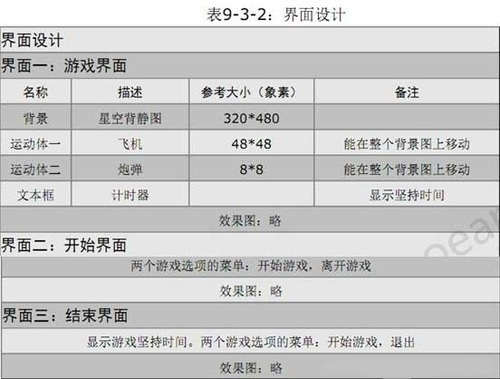 表9-3-2：界面设计
界面设计
界面一：游戏界面
名称 描述 参考大小（象素） 备注
背景 星空背静图 320*480
运动体一 飞机 48*48 能在整个背景图上移动
运动体二 炮弹 8*8 能在整个背景图上移动
文本框 计时器 显示坚持时间
效果图：略
界面二：开始界面
两个游戏选项的菜单：开始游戏，离开游戏
效果图：略
界面三：结束界面
显示游戏坚持时间。两个游戏选项的菜单：开始游戏，退出
效果图：略